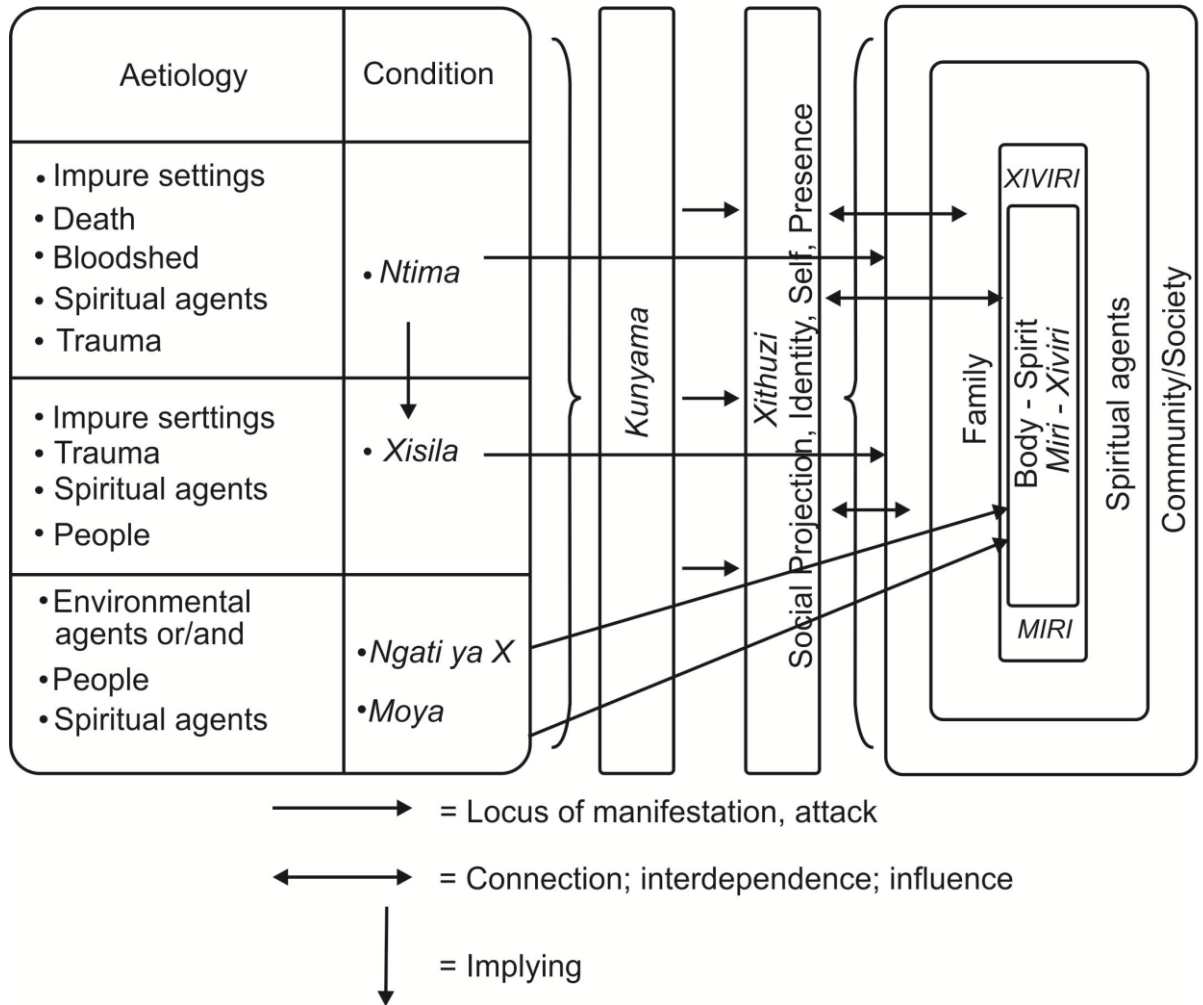 Aetiology
Condition
• Impure settings
• Death
• Bloodshed
• Spiritual agents
• Trauma
• Ntima
• Impure serttings
• Trauma
• Spiritual agents
• People
• Xisila
• Environmental
agents or/and
• People
• Spiritual agents
• Ngati ya X
• Moya
Kunyama
Xithuzi
Social Projection, Identity, Self, Presence
Family
XIVIRI
Body - Spirit
Miri - Xiviri
MIRI
Spiritual agents
Community/Society
= Locus of manifestation, attack
= Connection; interdependence; influence
= Implying